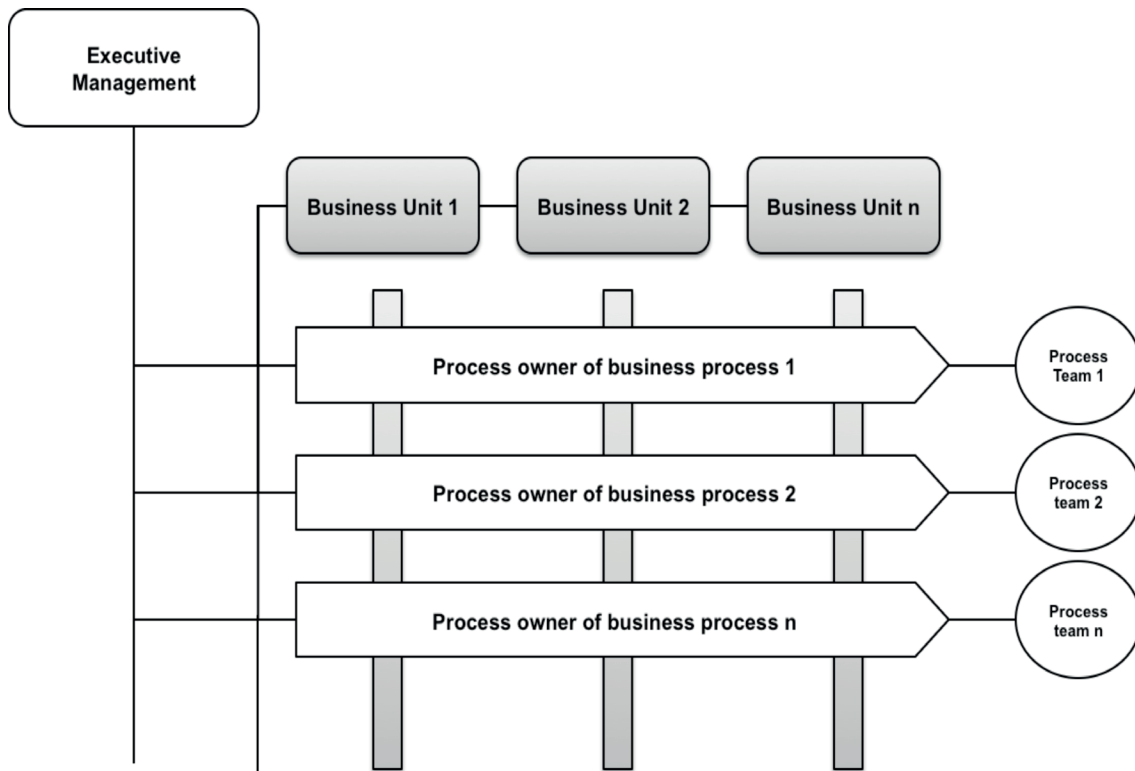 Executive
Management
Business Unit 1
Business Unit 2
Business Unit n
Process owner of business process 1
Process
Team 1
Process owner of business process 2
Process
team 2
Process owner of business process n
Process
team n